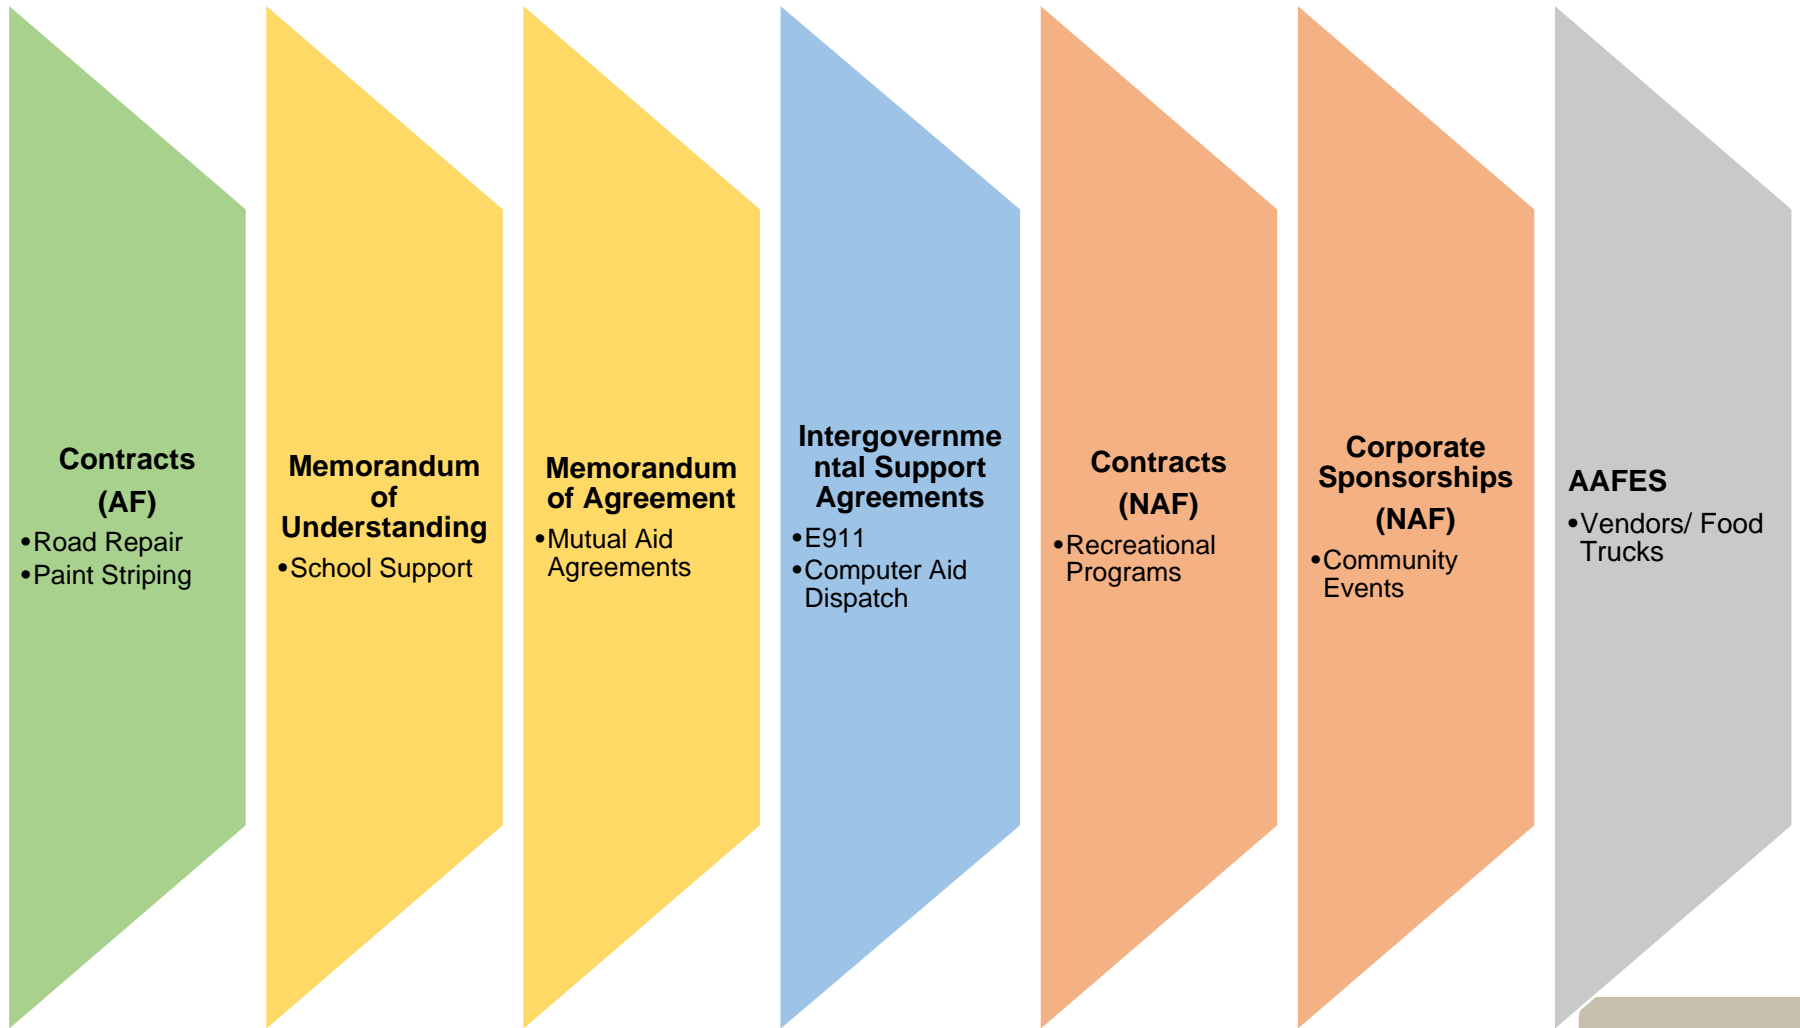 Contracts
(AF)
•Road Repair
•Paint Striping
Memorandum
of
Understanding
•School Support
Memorandum
of Agreement
•Mutual Aid
Agreements
Intergovernme
ntal Support
Agreements
•E911
•Computer Aid
Dispatch
Contracts
(NAF)
•Recreational
Programs
Corporate
Sponsorships
(NAF)
•Community
Events
AAFES
•Vendors/ Food
Trucks